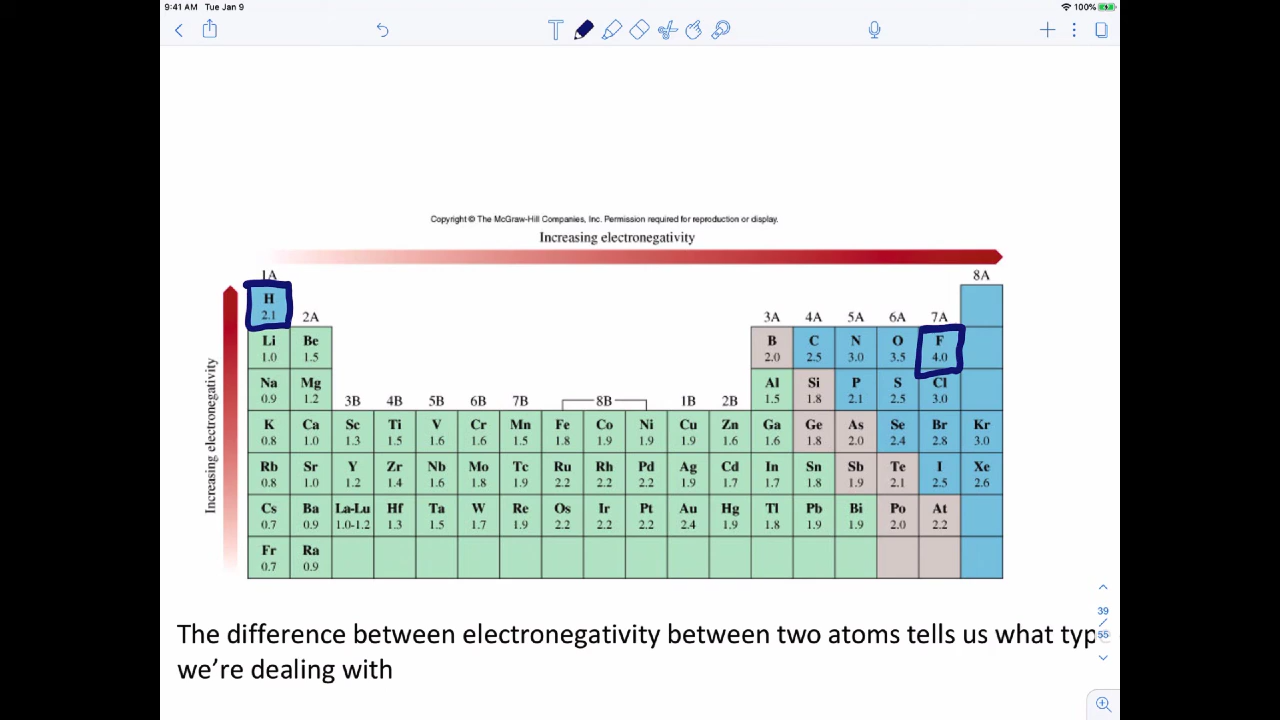 9:41 AM Tue Jan 9
100%
Copyright © The McGraw-Hill Companies, Inc. Permission required for reproduction or display.
Increasing electronegativity
1A 8A
H
2.1 2A 3A 4A 5A 6A 7A
Li Be B C N O F
1.0 1.5 2.0 2.5 3.0 3.5 4.0
Na Mg Al Si P S Cl
0.9 1.2 3B 4B 5B 6B 7B 8B 1B 2B 1.5 1.8 2.1 2.5 3.0
K Ca Sc Ti V Cr Mn Fe Co Ni Cu Zn Ga Ge As Se Br Kr
0.8 1.0 1.3 1.5 1.6 1.6 1.5 1.8 1.9 1.9 1.9 1.6 1.6 1.8 2.0 2.4 2.8 3.0
Rb Sr Y Zr Nb Mo Tc Ru Rh Pd Ag Cd In Sn Sb Te I Xe
0.8 1.0 1.2 1.4 1.6 1.8 1.9 2.2 2.2 2.2 1.9 1.7 1.7 1.8 1.9 2.1 2.5 2.6
Cs Ba La-Lu Hf Ta W Re Os Ir Pt Au Hg Tl Pb Bi Po At
0.7 0.9 1.0-1.2 1.3 1.5 1.7 1.9 2.2 2.2 2.2 2.4 1.9 1.8 1.9 1.9 2.0 2.2
Fr Ra
0.7 0.9
Increasing electronegativity
39
/
55
The difference between electronegativity between two atoms tells us what typ
we're dealing with